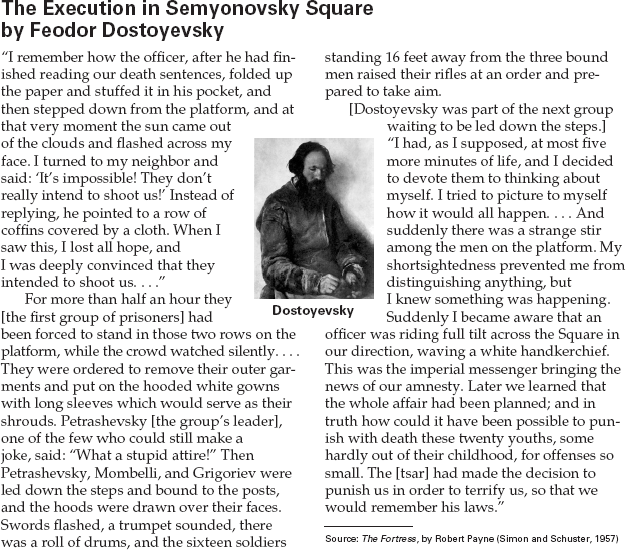 The Execution in Semyonovsky Square
by Feodor Dostoyevsky
“I remember how the officer, after he had fin-
ished reading our death sentences, folded up
the paper and stuffed it in his pocket, and
then stepped down from the platform, and at
that very moment the sun came out
of the clouds and flashed across my
face. I turned to my neighbor and
said: ‘It’s impossible! They don’t
really intend to shoot us!’ Instead of
replying, he pointed to a row of
coffins covered by a cloth. When I
saw this, I lost all hope, and
I was deeply convinced that they
intended to shoot us. . . .”
For more than half an hour they
[the first group of prisoners] had
been forced to stand in those two rows on the
platform, while the crowd watched silently. . . .
They were ordered to remove their outer gar-
ments and put on the hooded white gowns
with long sleeves which would serve as their
shrouds. Petrashevsky [the group’s leader],
one of the few who could still make a
joke, said: “What a stupid attire!” Then
Petrashevsky, Mombelli, and Grigoriev were
led down the steps and bound to the posts,
and the hoods were drawn over their faces.
Swords flashed, a trumpet sounded, there
was a roll of drums, and the sixteen soldiers
Dostoyevsky
standing 16 feet away from the three bound
men raised their rifles at an order and pre-
pared to take aim.
[Dostoyevsky was part of the next group
waiting to be led down the steps.]
“I had, as I supposed, at most five
more minutes of life, and I decided
to devote them to thinking about
myself. I tried to picture to myself
how it would all happen. . . . And
suddenly there was a strange stir
among the men on the platform. My
shortsightedness prevented me from
distinguishing anything, but
I knew something was happening.
Suddenly I became aware that an
officer was riding full tilt across the Square in
our direction, waving a white handkerchief.
This was the imperial messenger bringing the
news of our amnesty. Later we learned that
the whole affair had been planned; and in
truth how could it have been possible to pun-
ish with death these twenty youths, some
hardly out of their childhood, for offenses so
small. The [tsar] had made the decision to
punish us in order to terrify us, so that we
would remember his laws.”
Source: The Fortress, by Robert Payne (Simon and Schuster, 1957)